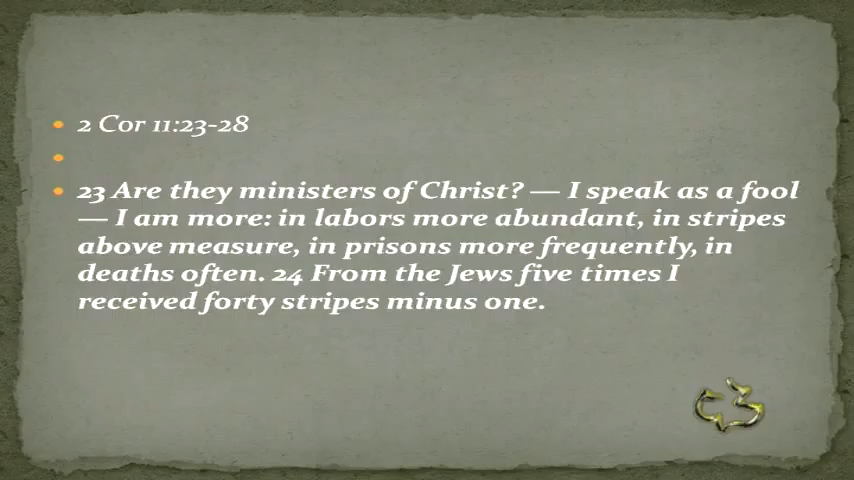 2 Cor 11:23-28
23 Are they ministers of Christ? — I speak as a fool
— I am more: in labors more abundant, in stripes
above measure, in prisons more frequently, in
deaths often. 24 From the Jews five times I
received forty stripes minus one.